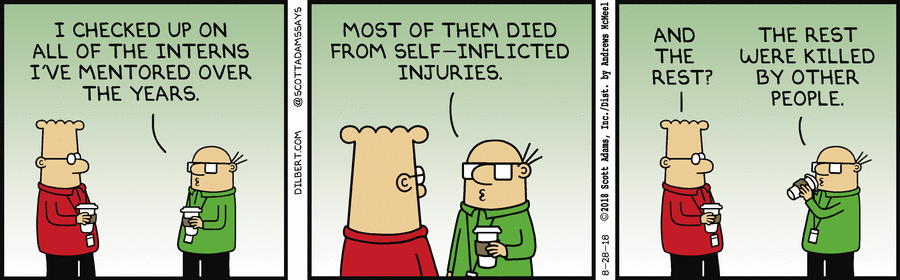 I CHECKED UP ON
ALL OF THE INTERNS
I'VE MENTORED OVER
THE YEARS.
DILBERT.COM @SCOTTADAMSSAYS
MOST OF THEM DIED
FROM SELF-INFLICTED
INJURIES.
8-28-18 ©2018 Scott Adams, Inc./Dist. by Andrews McMeel
AND
THE
REST?
THE REST
WERE KILLED
BY OTHER
PEOPLE.